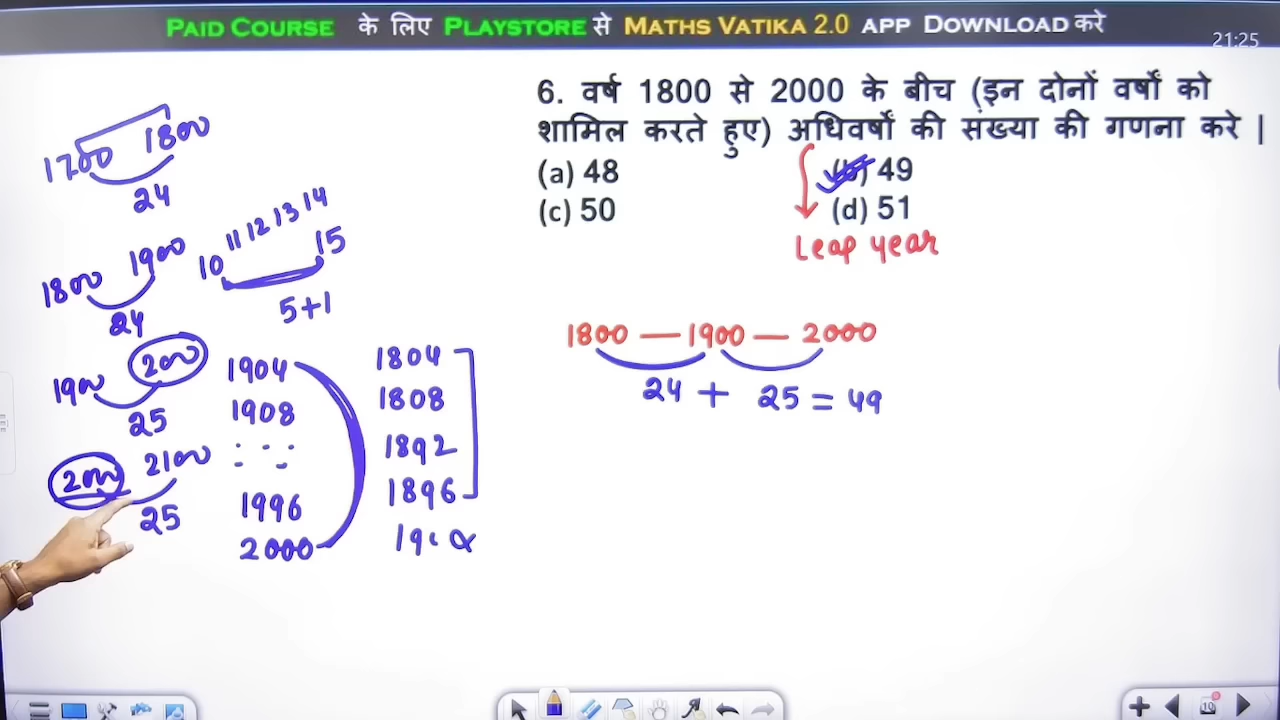 PAID COURSE के लिए PLAYSTORE से MATHS VATIKA 2.0 APP DOWNLOAD करे
21:25
6. वर्ष 1800 से 2000 के बीच (इन दोनों वर्षों को
शामिल करते हुए) अधिवर्षों की संख्या की गणना करे |
(a) 48 (b) 49
(c) 50 (d) 51
Leap year
1800 — 1900 — 2000
24 + 25 = 49
1700 1800
24
1800 1900
24
10 11 12 13 14 15
5+1
1900 2000
25
2000 2100
25
1904
1908
1996
2000
1804
1808
1892
1896
10